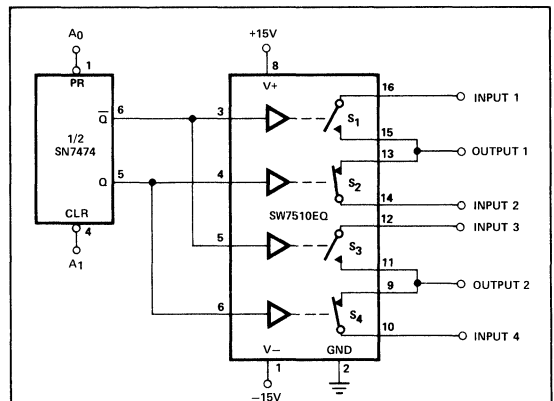 A0
+15V
1
8
PR
V+
16
INPUT 1
Q̅
6
3
S1
15
1/2
SN7474
13
OUTPUT 1
Q
5
4
S2
14
INPUT 2
CLR
SW7510EQ
12
INPUT 3
4
5
S3
A1
11
9
OUTPUT 2
6
S4
10
INPUT 4
V−
GND
1
2
−15V